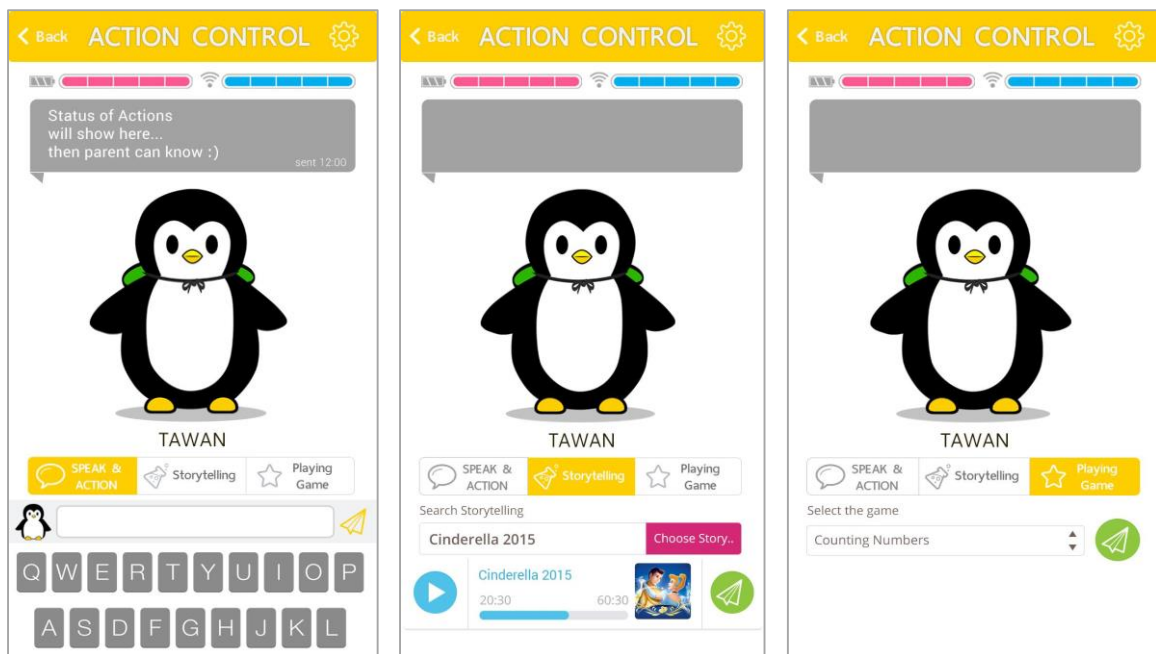 Back ACTION CONTROL
Status of Actions
will show here...
then parent can know :)
sent 12:00
TAWAN
SPEAK &
ACTION
Storytelling
Playing
Game
Q W E R T Y U I O P
A S D F G H J K L
Back ACTION CONTROL
TAWAN
SPEAK &
ACTION
Storytelling
Playing
Game
Search Storytelling
Cinderella 2015
Choose Story..
Cinderella 2015
20:30 60:30
Back ACTION CONTROL
TAWAN
SPEAK &
ACTION
Storytelling
Playing
Game
Select the game
Counting Numbers